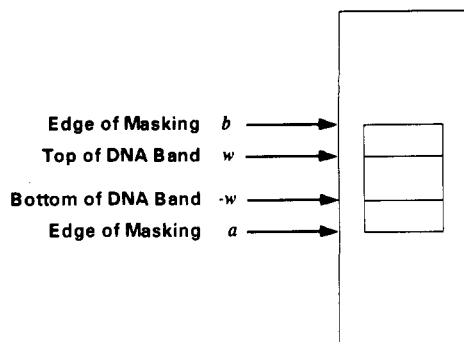 Edge of Masking b
Top of DNA Band w
Bottom of DNA Band -w
Edge of Masking a